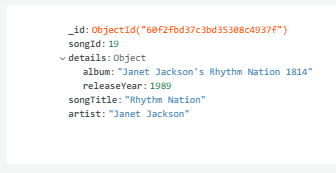 _id: ObjectId("60f2fbd37c3bd35308c4937f")
songId: 19
details: Object
album: "Janet Jackson's Rhythm Nation 1814"
releaseYear: 1989
songTitle: "Rhythm Nation"
artist: "Janet Jackson"